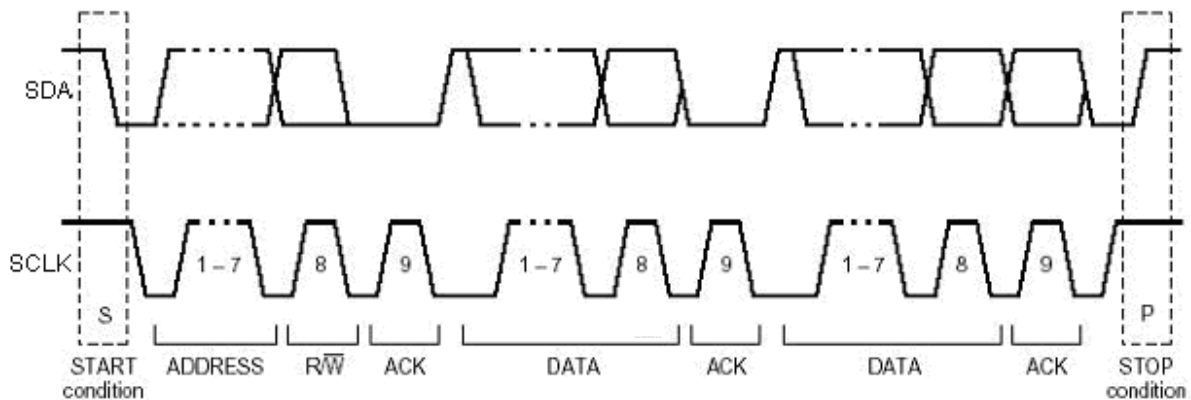 SDA
SCLK
1 – 7 8 9 1 – 7 8 9 1 – 7 8 9
S P
START ADDRESS R/W̅ ACK DATA ACK DATA ACK STOP
condition condition